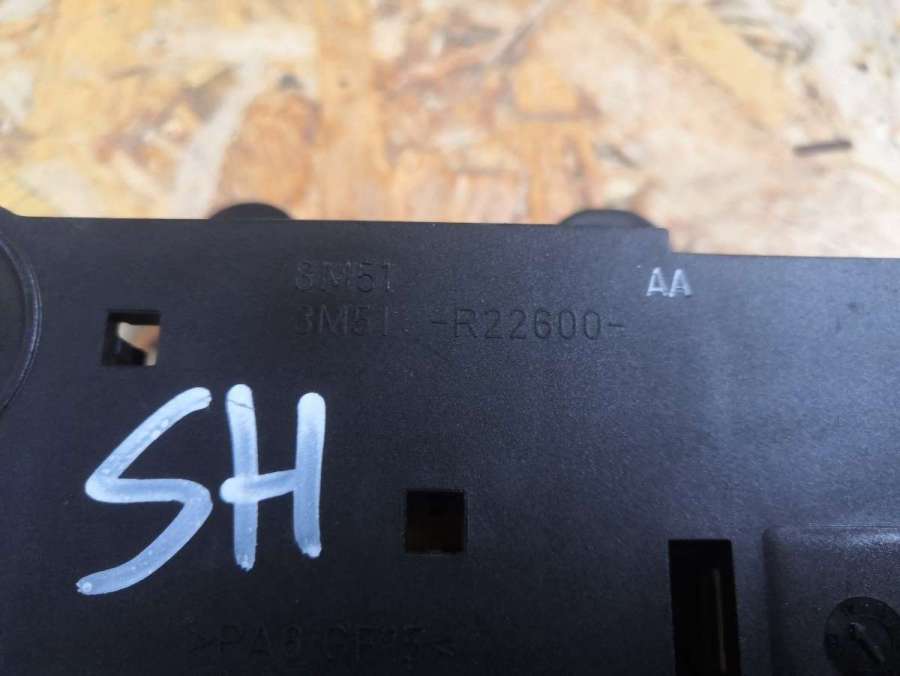 3M51
AA
3M51 -R22600-
SH
>PA6 GF15<